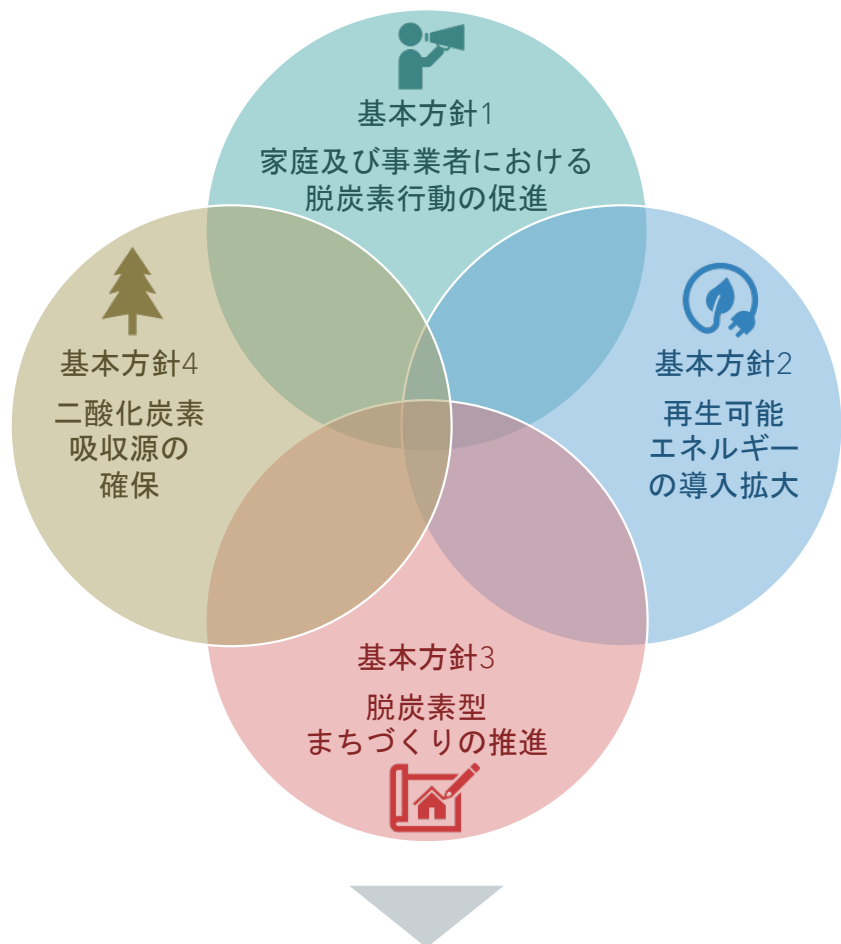 基本方針1
家庭及び事業者における
脱炭素行動の促進
基本方針4
二酸化炭素
吸収源の
確保
基本方針2
再生可能
エネルギー
の導入拡大
基本方針3
脱炭素型
まちづくりの推進